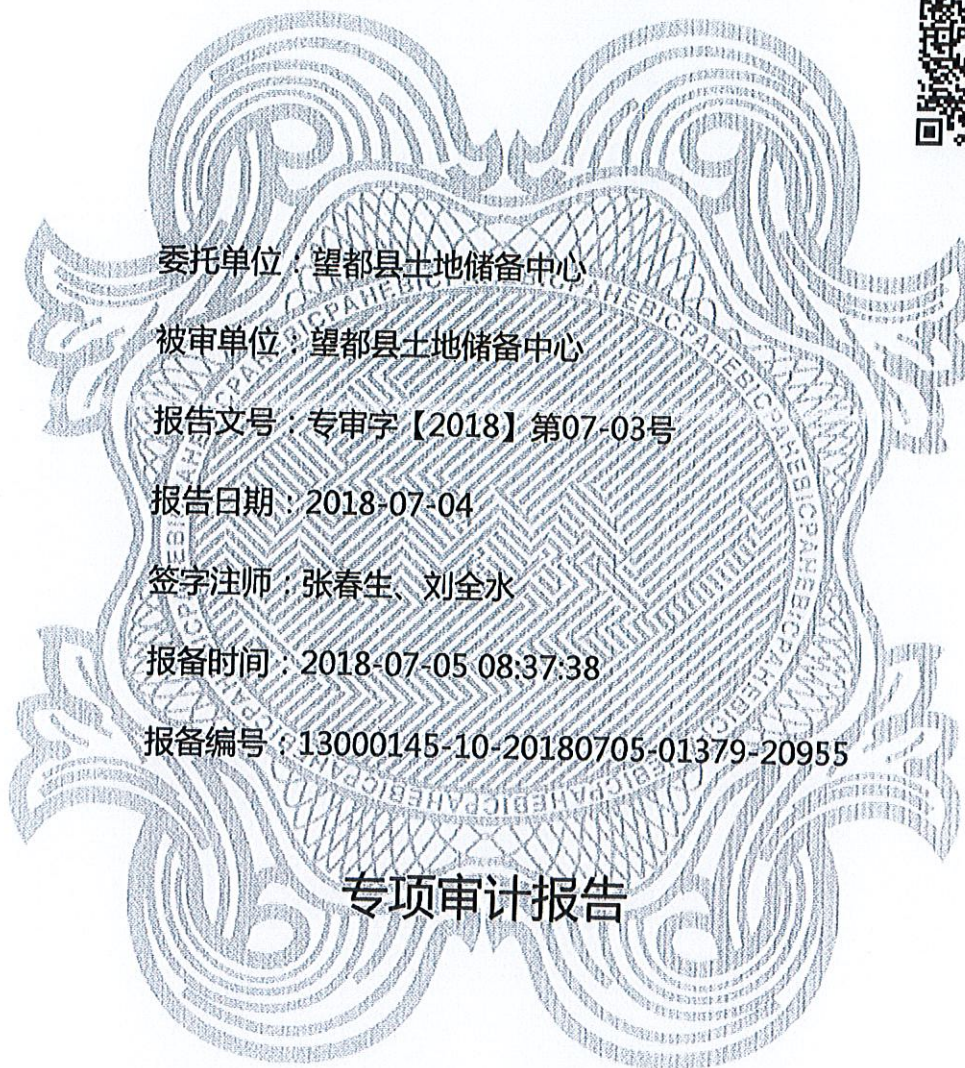 委托单位：望都县土地储备中心
被审单位：望都县土地储备中心
报告文号：专审字【2018】第07-03号
报告日期：2018-07-04
签字注师：张春生、刘全水
报备时间：2018-07-05 08:37:38
报备编号：13000145-10-20180705-01379-20955
专项审计报告